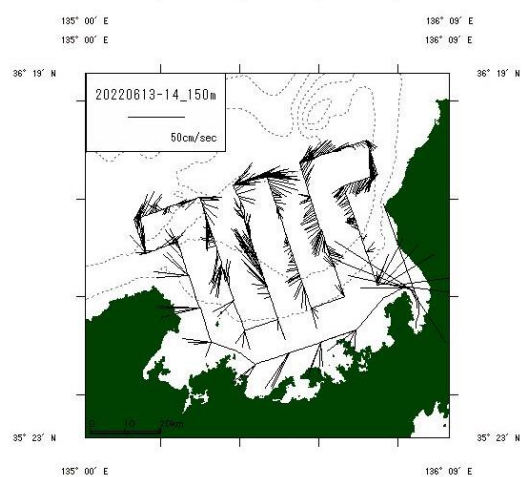 135° 00′ E 136° 09′ E
135° 00′ E 136° 09′ E
36° 19′ N 36° 19′ N
20220613-14_150m
50cm/sec
0 10 20km
35° 23′ N 35° 23′ N
135° 00′ E 136° 09′ E